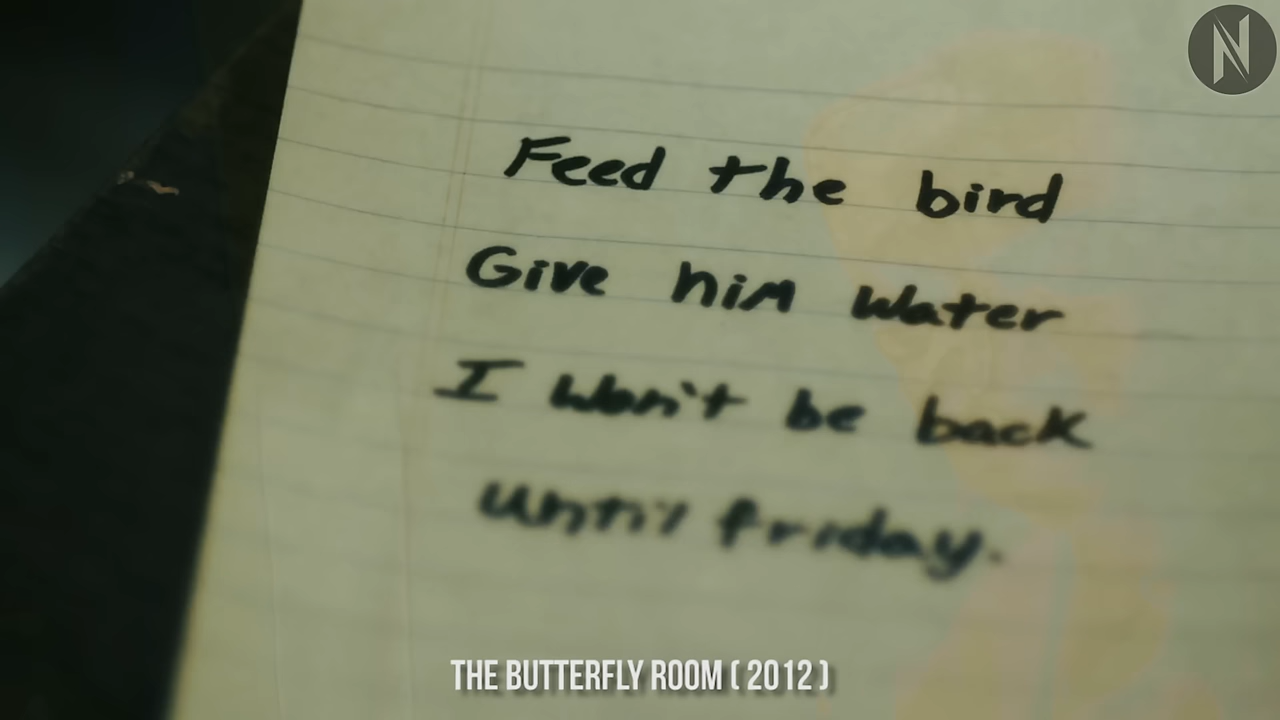 N
Feed the bird
Give him water
I won't be back
until friday.
THE BUTTERFLY ROOM ( 2012 )